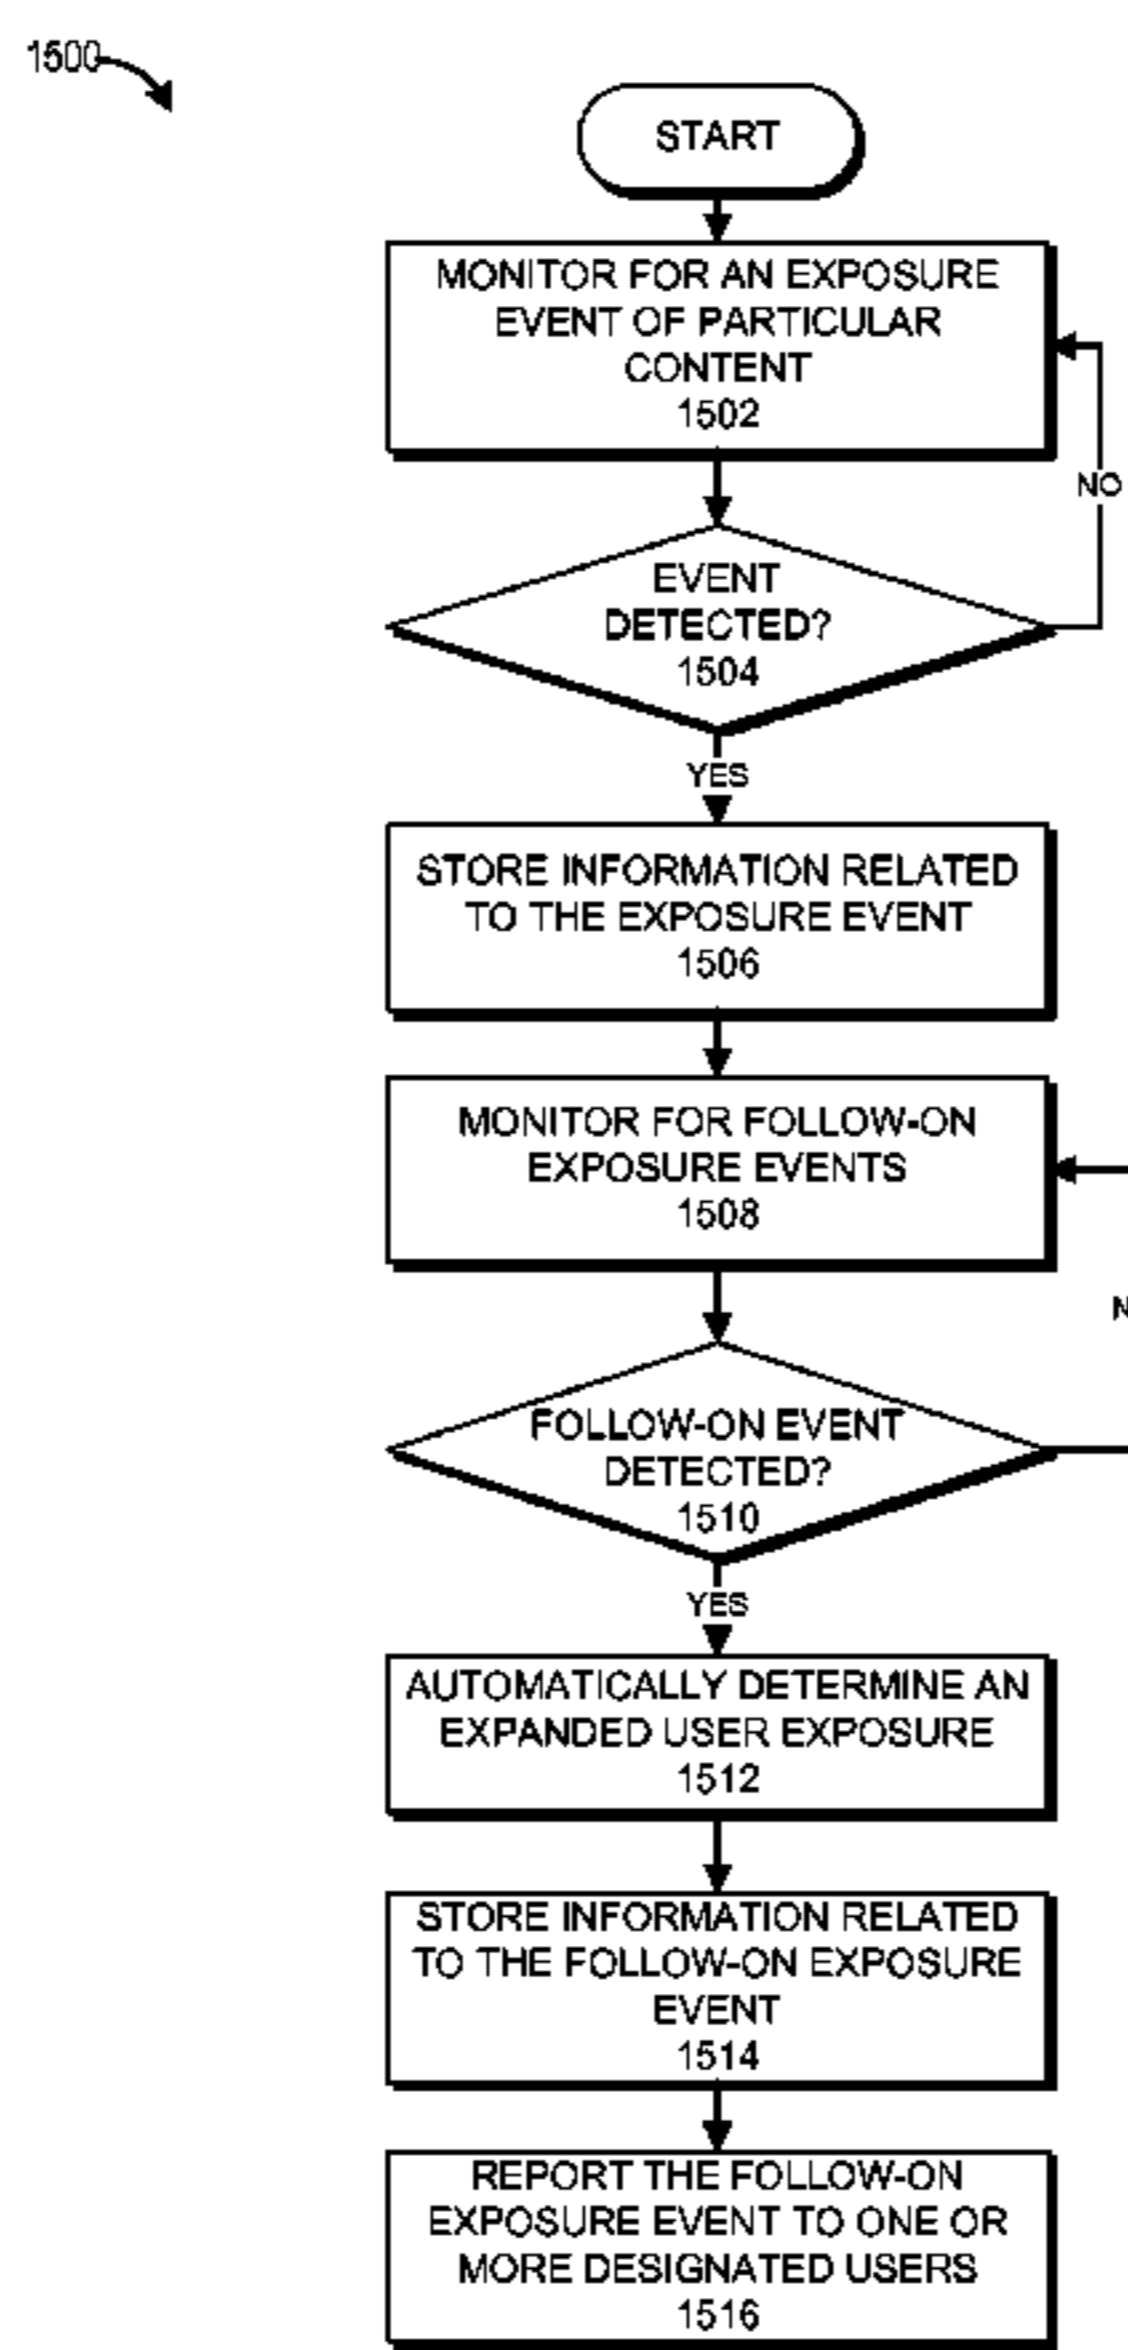 1500
START
MONITOR FOR AN EXPOSURE
EVENT OF PARTICULAR
CONTENT
1502
NO
EVENT
DETECTED?
1504
YES
STORE INFORMATION RELATED
TO THE EXPOSURE EVENT
1506
MONITOR FOR FOLLOW-ON
EXPOSURE EVENTS
1508
FOLLOW-ON EVENT
DETECTED?
1510
YES
AUTOMATICALLY DETERMINE AN
EXPANDED USER EXPOSURE
1512
STORE INFORMATION RELATED
TO THE FOLLOW-ON EXPOSURE
EVENT
1514
REPORT THE FOLLOW-ON
EXPOSURE EVENT TO ONE OR
MORE DESIGNATED USERS
1516